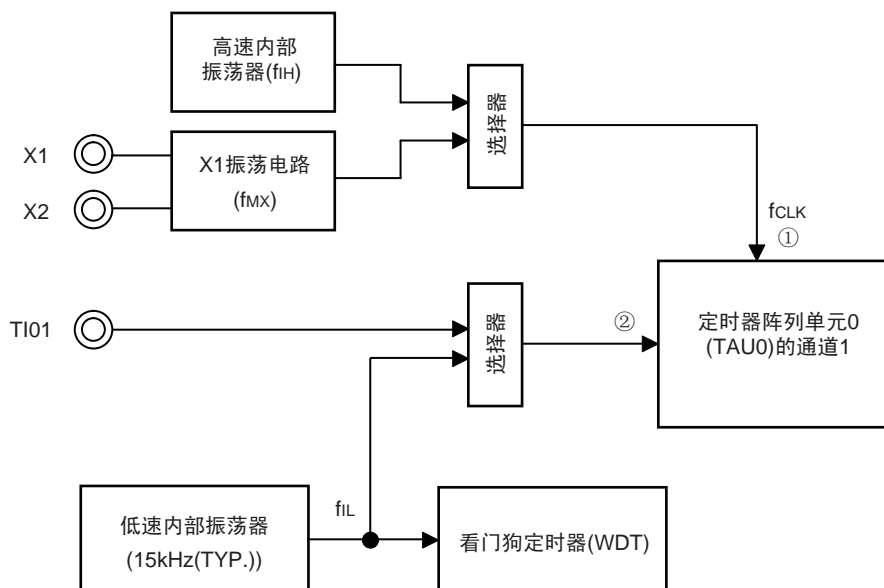 高速内部
振荡器(fIH)
选择器
X1
X1振荡电路
X2
(fMX)
fCLK
①
TI01
选择器
②
定时器阵列单元0
(TAU0)的通道1
fIL
低速内部振荡器
(15kHz(TYP.))
看门狗定时器(WDT)